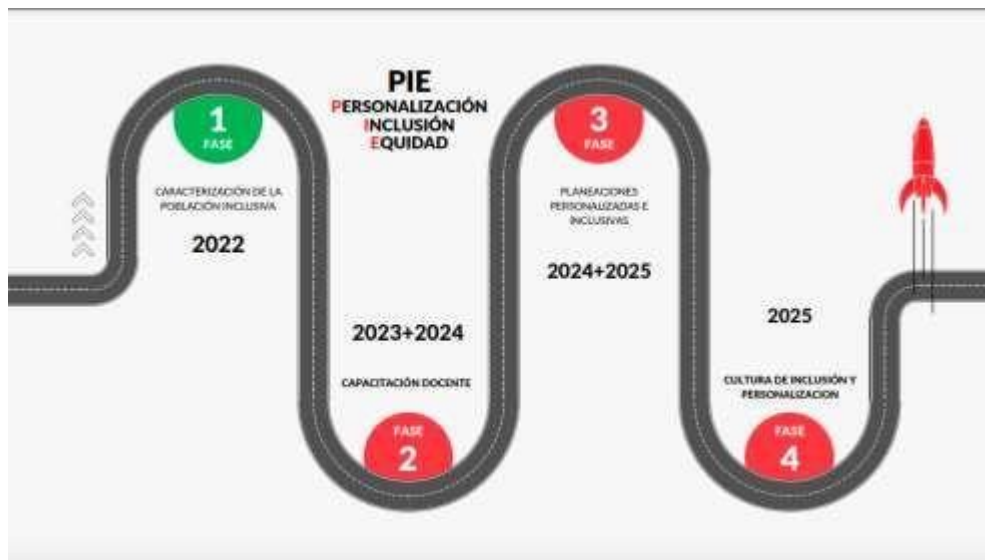 PIE
PERSONALIZACIÓN
INCLUSIÓN
EQUIDAD
1
FASE
CARACTERIZACIÓN DE LA
POBLACIÓN INCLUSIVA
2022
2023+2024
CAPACITACIÓN DOCENTE
FASE
2
3
FASE
PLANEACIONES
PERSONALIZADAS E
INCLUSIVAS
2024+2025
2025
CULTURA DE INCLUSIÓN Y
PERSONALIZACION
FASE
4